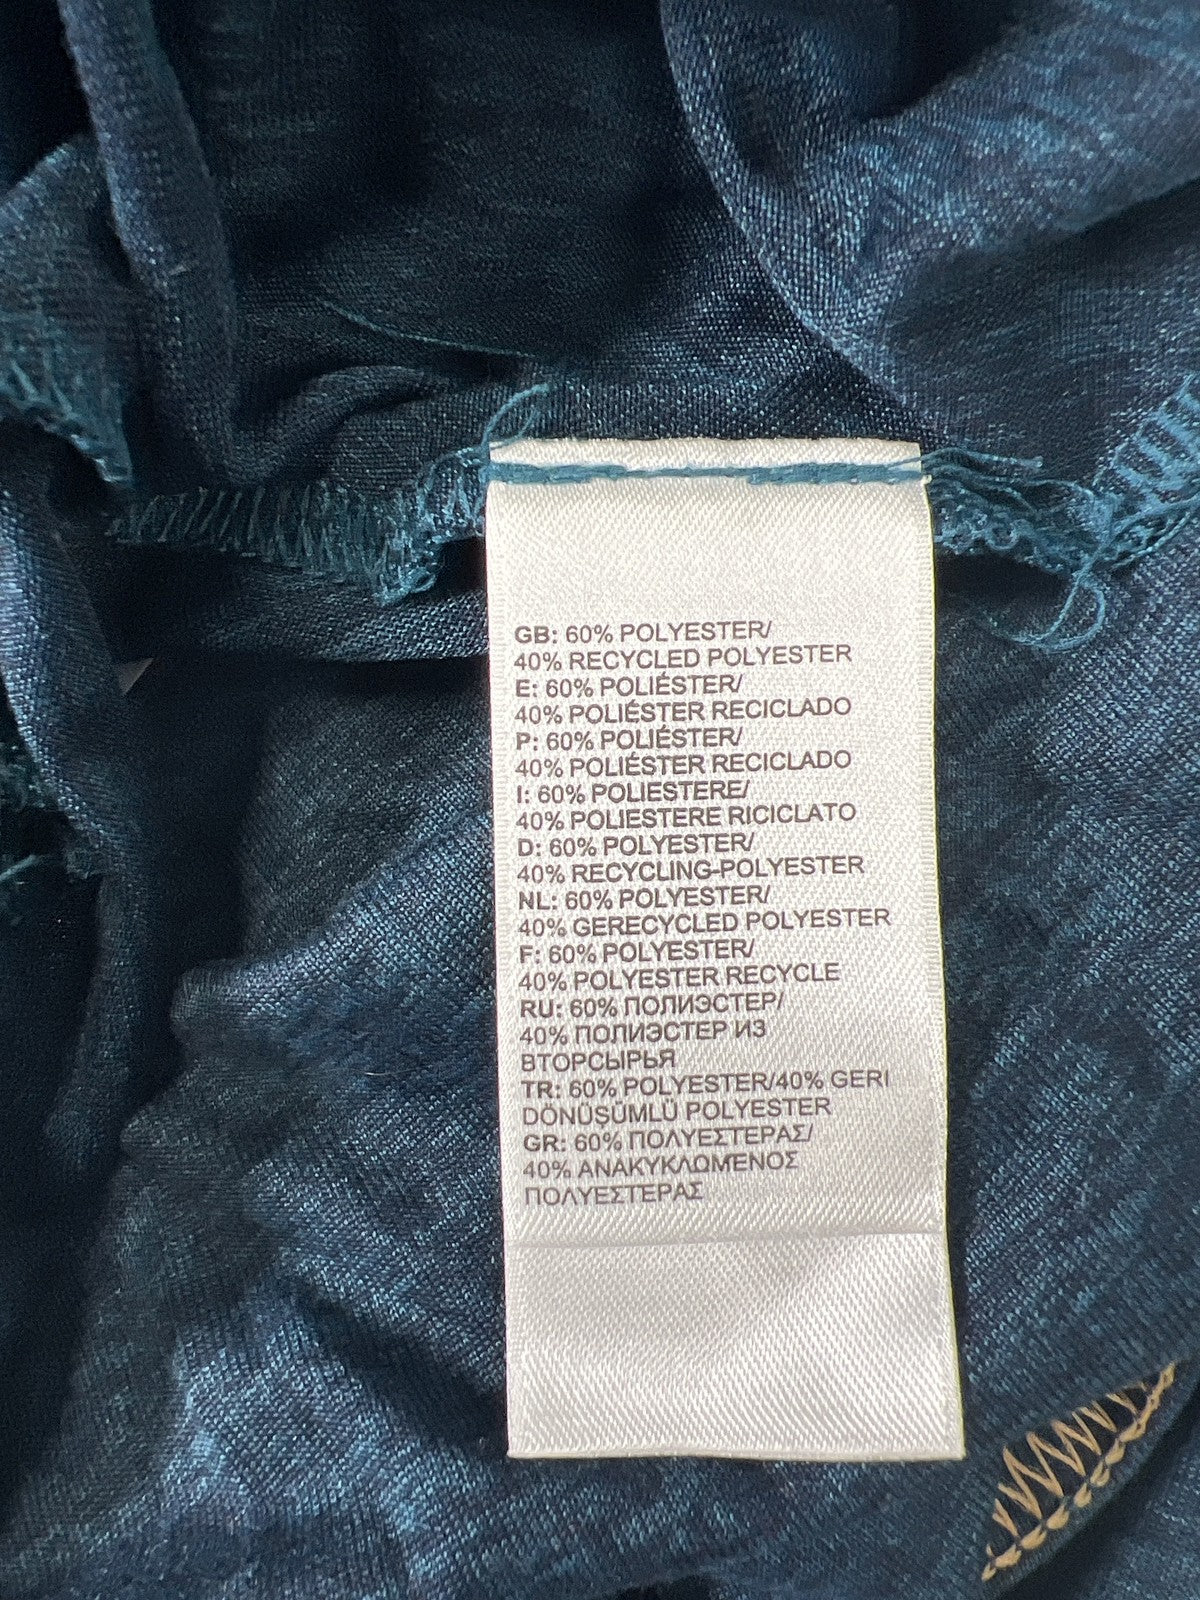 GB: 60% POLYESTER/
40% RECYCLED POLYESTER
E: 60% POLIÉSTER/
40% POLIÉSTER RECICLADO
P: 60% POLIÉSTER/
40% POLIÉSTER RECICLADO
I: 60% POLIESTERE/
40% POLIESTERE RICICLATO
D: 60% POLYESTER/
40% RECYCLING-POLYESTER
NL: 60% POLYESTER/
40% GERECYCLED POLYESTER
F: 60% POLYESTER/
40% POLYESTER RECYCLE
RU: 60% ПОЛИЭСТЕР/
40% ПОЛИЭСТЕР ИЗ
ВТОРСЫРЬЯ
TR: 60% POLYESTER/40% GERI
DÖNÜŞÜMLÜ POLYESTER
GR: 60% ΠΟΛΥΕΣΤΕΡΑΣ/
40% ΑΝΑΚΥΚΛΩΜΈΝΟΣ
ΠΟΛΥΕΣΤΕΡΑΣ